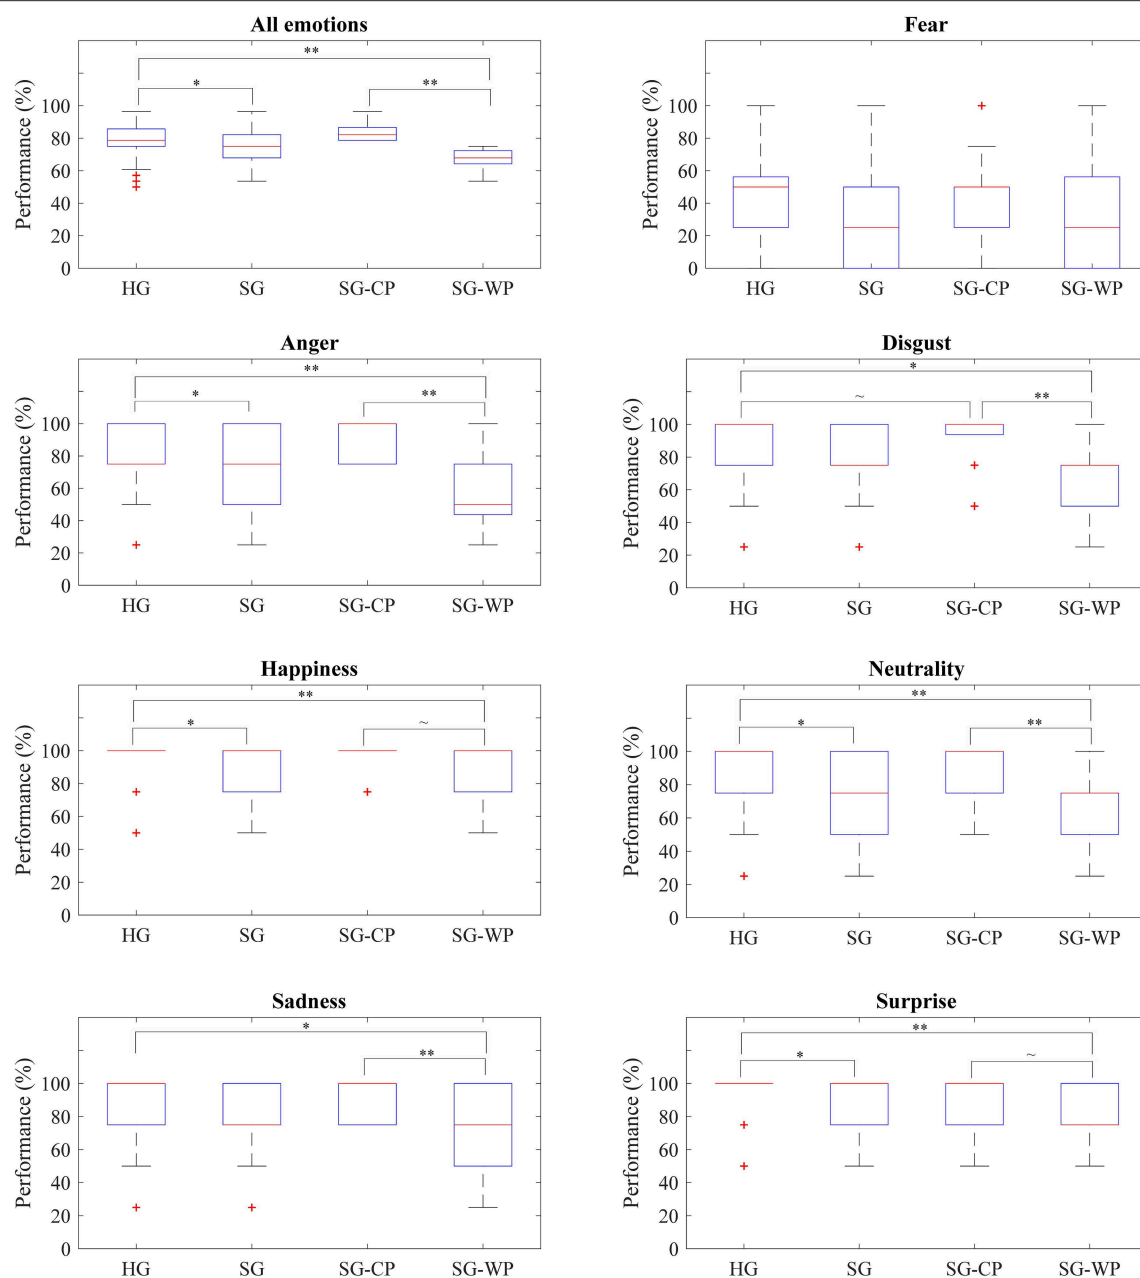 All emotions
Performance (%)
100
80
60
40
20
0
**
*
**
HG SG SG-CP SG-WP
Fear
Performance (%)
100
80
60
40
20
0
HG SG SG-CP SG-WP
Anger
Performance (%)
100
80
60
40
20
0
**
*
**
HG SG SG-CP SG-WP
Disgust
Performance (%)
100
80
60
40
20
0
*
~
**
HG SG SG-CP SG-WP
Happiness
Performance (%)
100
80
60
40
20
0
**
*
~
HG SG SG-CP SG-WP
Neutrality
Performance (%)
100
80
60
40
20
0
**
*
**
HG SG SG-CP SG-WP
Sadness
Performance (%)
100
80
60
40
20
0
*
**
HG SG SG-CP SG-WP
Surprise
Performance (%)
100
80
60
40
20
0
**
*
~
HG SG SG-CP SG-WP